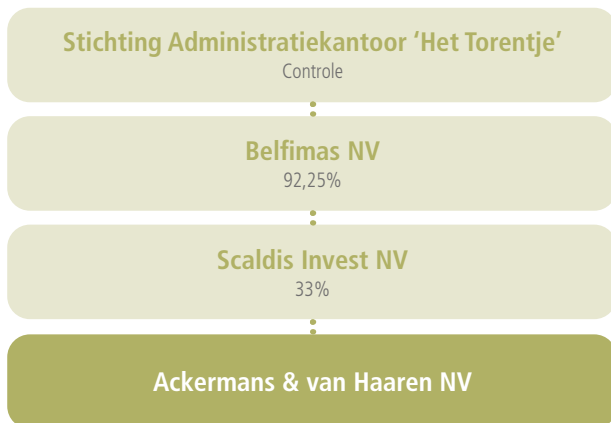 Stichting Administratiekantoor ‘Het Torentje’
Controle
Belfimas NV
92,25%
Scaldis Invest NV
33%
Ackermans & van Haaren NV